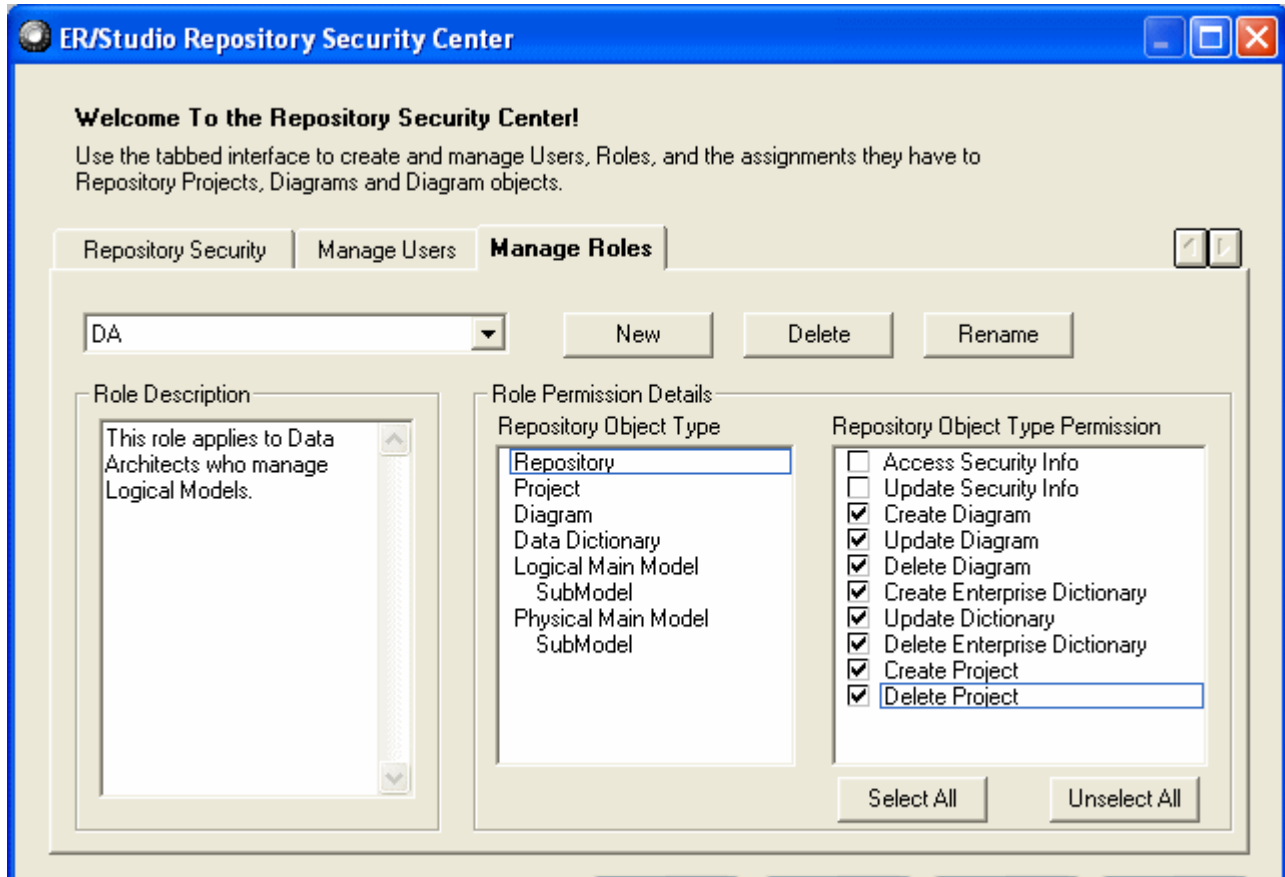 ER/Studio Repository Security Center
Welcome To the Repository Security Center!
Use the tabbed interface to create and manage Users, Roles, and the assignments they have to
Repository Projects, Diagrams and Diagram objects.
Repository Security
Manage Users
Manage Roles
DA
New
Delete
Rename
Role Description
This role applies to Data
Architects who manage
Logical Models.
Role Permission Details
Repository Object Type
Repository
Project
Diagram
Data Dictionary
Logical Main Model
SubModel
Physical Main Model
SubModel
Repository Object Type Permission
Access Security Info
Update Security Info
Create Diagram
Update Diagram
Delete Diagram
Create Enterprise Dictionary
Update Dictionary
Delete Enterprise Dictionary
Create Project
Delete Project
Select All
Unselect All